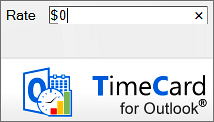 Rate $0 ×
TimeCard
for Outlook®